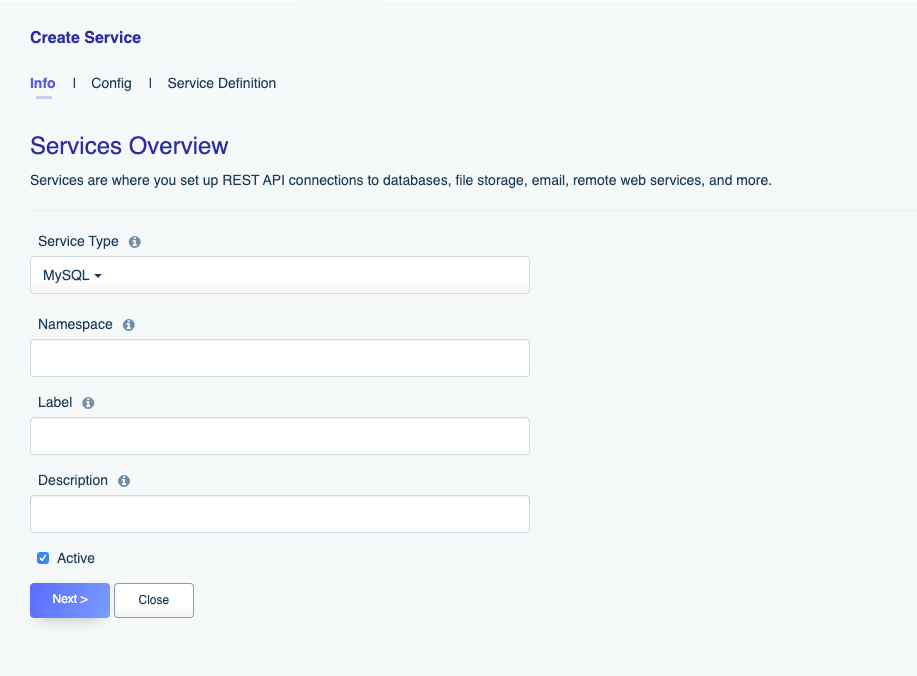 Create Service
Info | Config | Service Definition
Services Overview
Services are where you set up REST API connections to databases, file storage, email, remote web services, and more.
Service Type
MySQL
Namespace
Label
Description
Active
Next >
Close